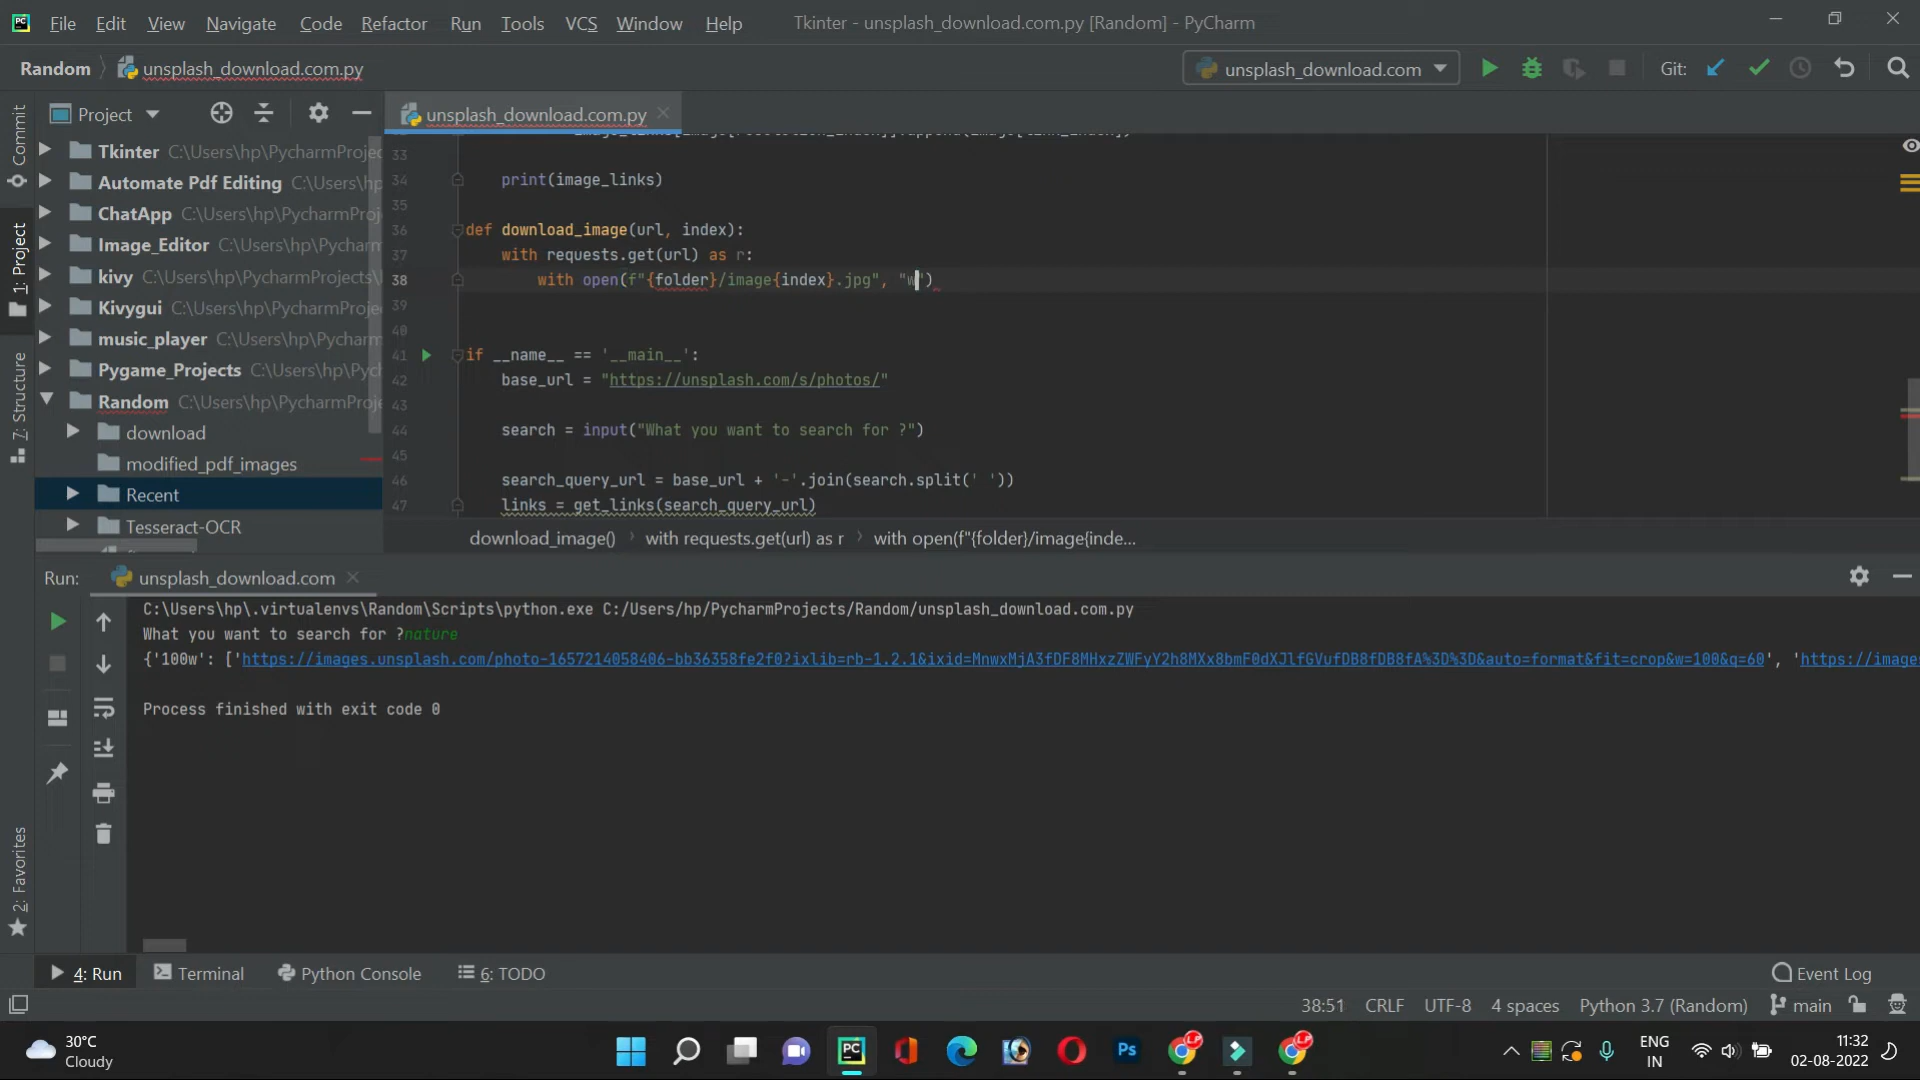 File Edit View Navigate Code Refactor Run Tools VCS Window Help Tkinter - unsplash_download.com.py [Random] - PyCharm
Random unsplash_download.com.py unsplash_download.com Git:
Project unsplash_download.com.py
Commit
1: Project
7: Structure
2: Favorites
Tkinter C:\Users\hp\PycharmProjec
Automate Pdf Editing C:\Users\hp
ChatApp C:\Users\hp\PycharmProj
Image_Editor C:\Users\hp\Pycharm
kivy C:\Users\hp\PycharmProjects\
Kivygui C:\Users\hp\PycharmProje
music_player C:\Users\hp\Pycharm
Pygame_Projects C:\Users\hp\Pyc
Random C:\Users\hp\PycharmProje
download
modified_pdf_images
Recent
Tesseract-OCR
33
34 print(image_links)
35
36 def download_image(url, index):
37 with requests.get(url) as r:
38 with open(f"{folder}/image{index}.jpg", "w")
39
40
41 if __name__ == '__main__':
42 base_url = "https://unsplash.com/s/photos/"
43
44 search = input("What you want to search for ?")
45
46 search_query_url = base_url + '-'.join(search.split(' '))
47 links = get_links(search_query_url)
download_image() › with requests.get(url) as r › with open(f"{folder}/image{inde...
Run: unsplash_download.com
C:\Users\hp\.virtualenvs\Random\Scripts\python.exe C:/Users/hp/PycharmProjects/Random/unsplash_download.com.py
What you want to search for ?nature
{'100w': ['https://images.unsplash.com/photo-1657214058406-bb36358fe2f0?ixlib=rb-1.2.1&ixid=MnwxMjA3fDF8MHxzZWFyY2h8MXx8bmF0dXJlfGVufDB8fDB8fA%3D%3D&auto=format&fit=crop&w=100&q=60', 'https://images
Process finished with exit code 0
4: Run Terminal Python Console 6: TODO Event Log
38:51 CRLF UTF-8 4 spaces Python 3.7 (Random) main
30°C
Cloudy
PC
Ps
ENG
IN
11:32
02-08-2022